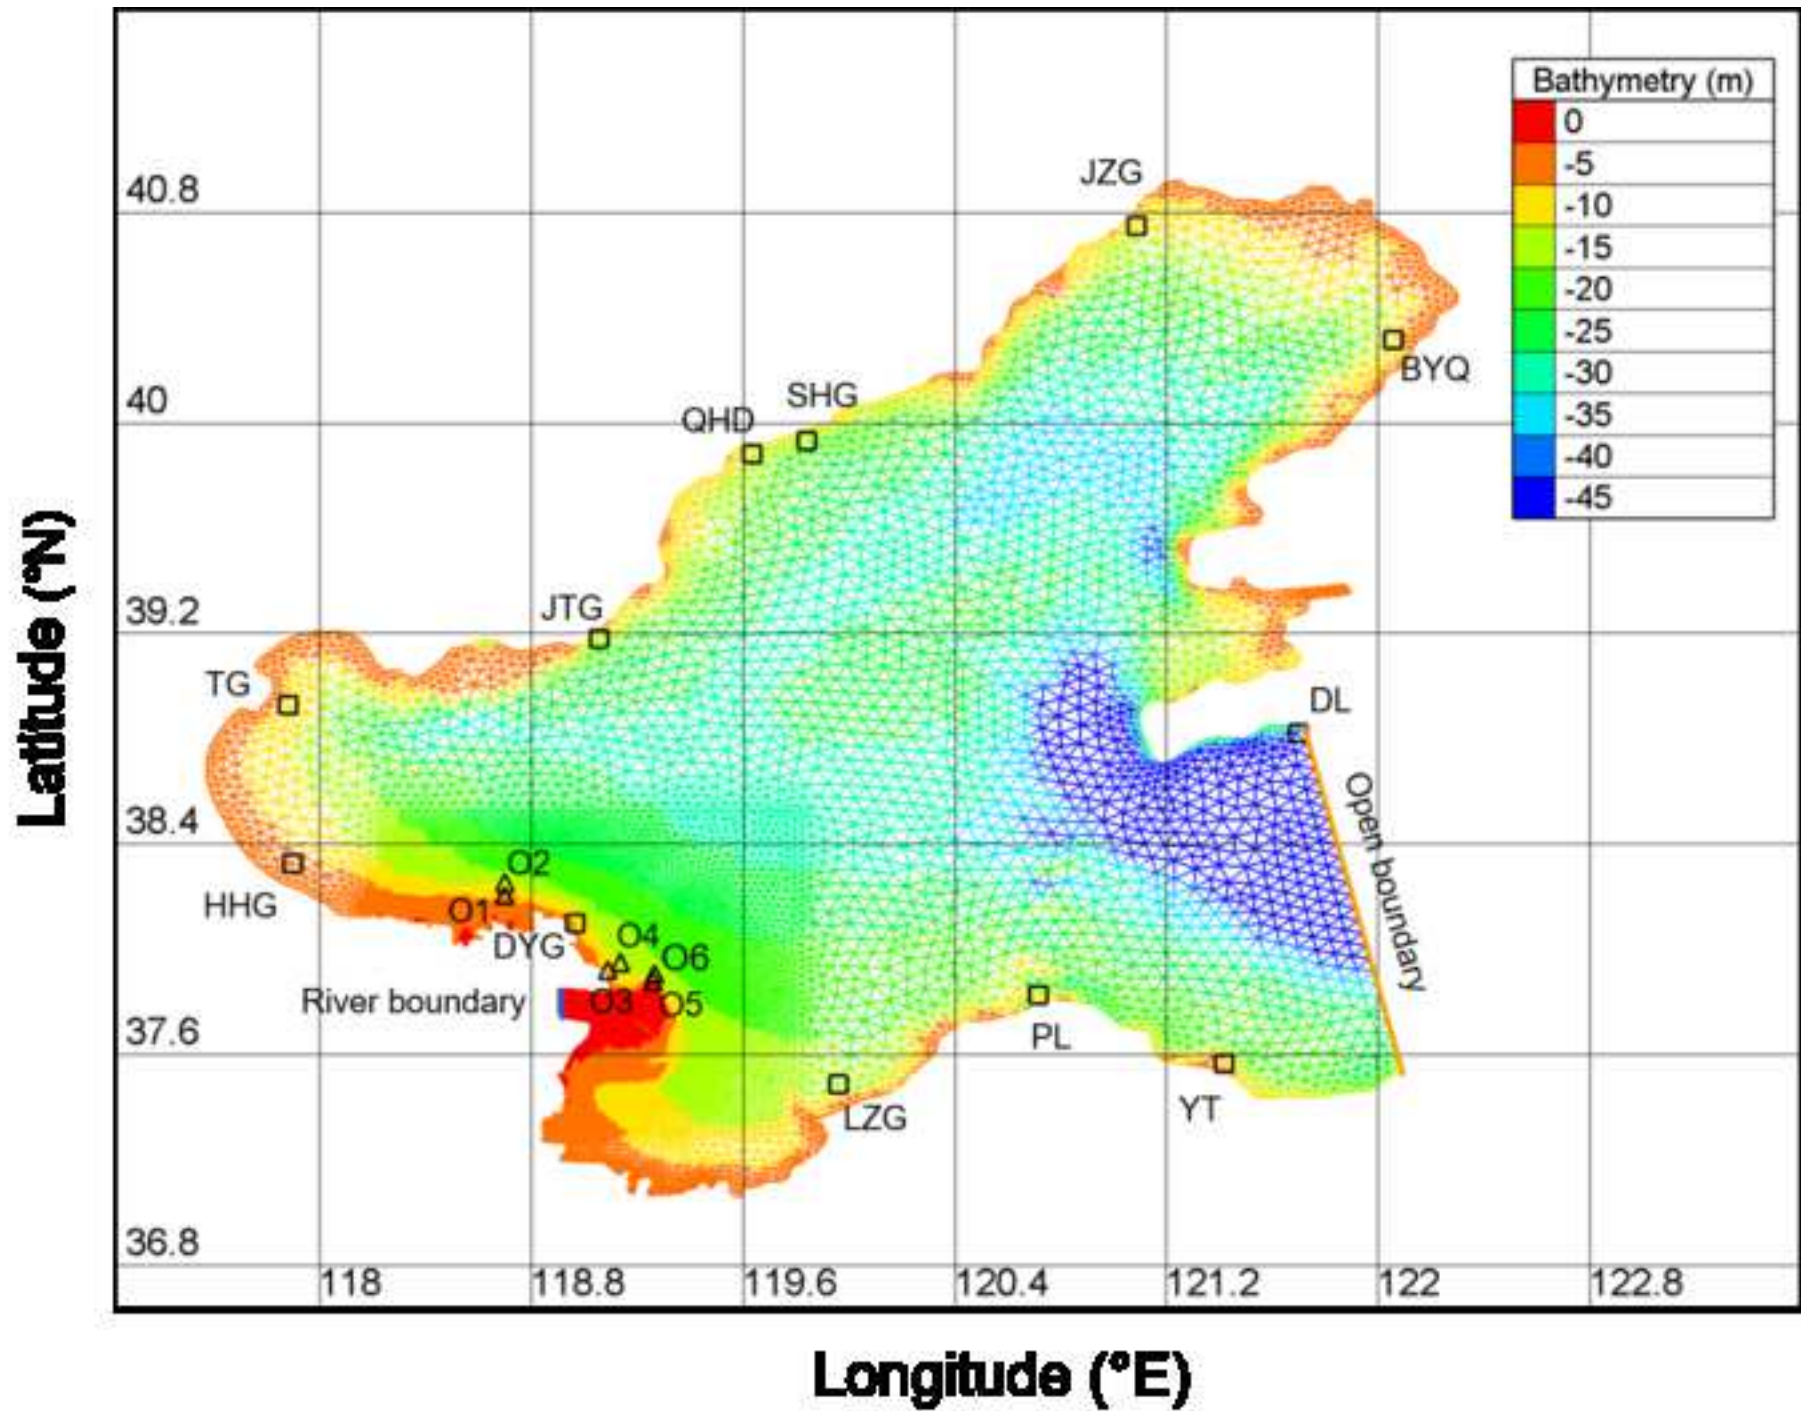 Bathymetry (m)
0
-5
-10
-15
-20
-25
-30
-35
-40
-45
JZG
40.8
BYQ
SHG
40
QHD
39.2
JTG
TG
DL
Open boundary
38.4
O2
HHG
O1
DYG
O4
O6
River boundary
O3
O5
37.6
PL
LZG
YT
36.8
118
118.8
119.6
120.4
121.2
122
122.8
Latitude (°N)
Longitude (°E)